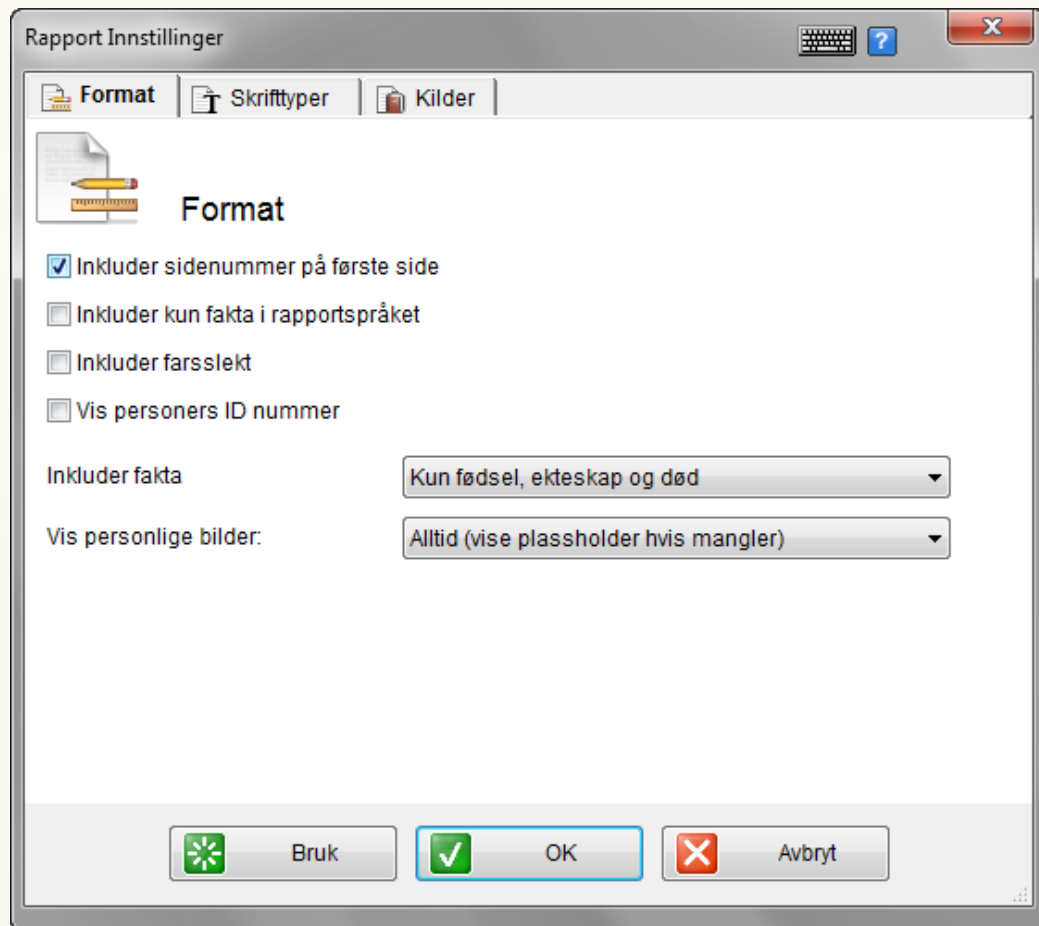 Rapport Innstillinger
?
X
Format
Skrifttyper
Kilder
Format
Inkluder sidenummer på første side
Inkluder kun fakta i rapportspråket
Inkluder farsslekt
Vis personers ID nummer
Inkluder fakta
Kun fødsel, ekteskap og død
Vis personlige bilder:
Alltid (vise plassholder hvis mangler)
Bruk
OK
Avbryt